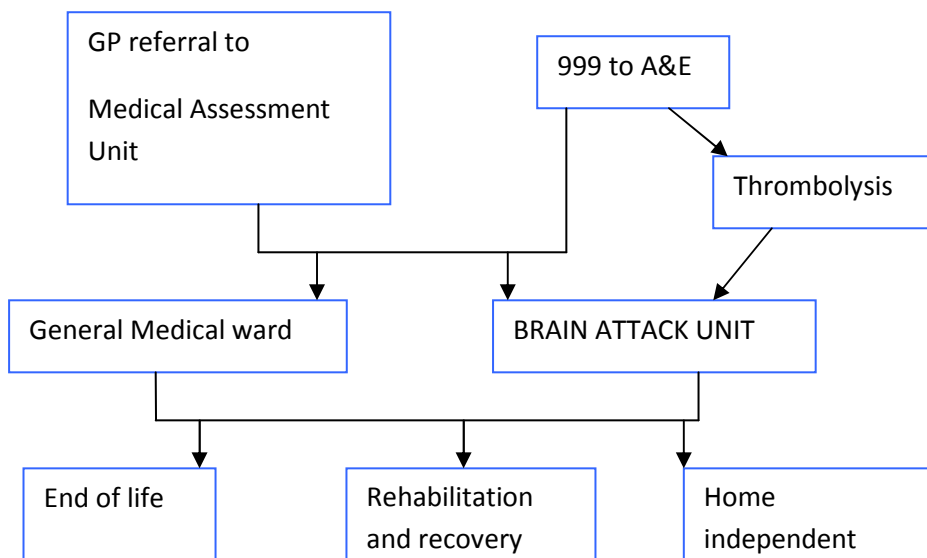 GP referral to
Medical Assessment
Unit
999 to A&E
Thrombolysis
General Medical ward
BRAIN ATTACK UNIT
End of life
Rehabilitation
and recovery
Home
independent